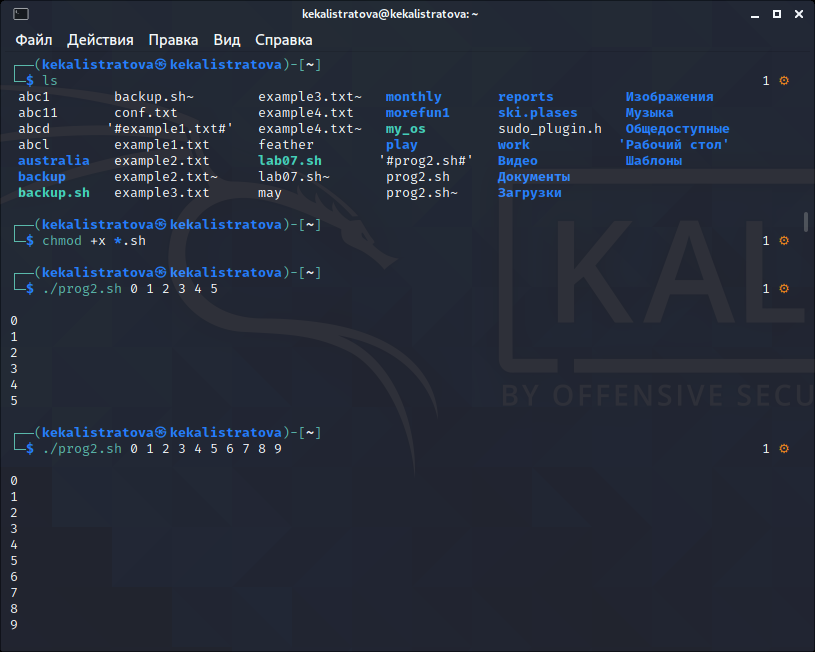 kekalistratova@kekalistratova: ~
Файл Действия Правка Вид Справка
┌──(kekalistratova㉿kekalistratova)-[~]
└─$ ls 1 ⚙
abc1 backup.sh~ example3.txt~ monthly reports Изображения
abc11 conf.txt example4.txt morefun1 ski.plases Музыка
abcd '#example1.txt#' example4.txt~ my_os sudo_plugin.h Общедоступные
abcl example1.txt feather play work 'Рабочий стол'
australia example2.txt lab07.sh '#prog2.sh#' Видео Шаблоны
backup example2.txt~ lab07.sh~ prog2.sh Документы
backup.sh example3.txt may prog2.sh~ Загрузки
┌──(kekalistratova㉿kekalistratova)-[~]
└─$ chmod +x *.sh 1 ⚙
┌──(kekalistratova㉿kekalistratova)-[~]
└─$ ./prog2.sh 0 1 2 3 4 5 1 ⚙
0
1
2
3
4
5
┌──(kekalistratova㉿kekalistratova)-[~]
└─$ ./prog2.sh 0 1 2 3 4 5 6 7 8 9 1 ⚙
0
1
2
3
4
5
6
7
8
9
KAL
BY OFFENSIVE SECU